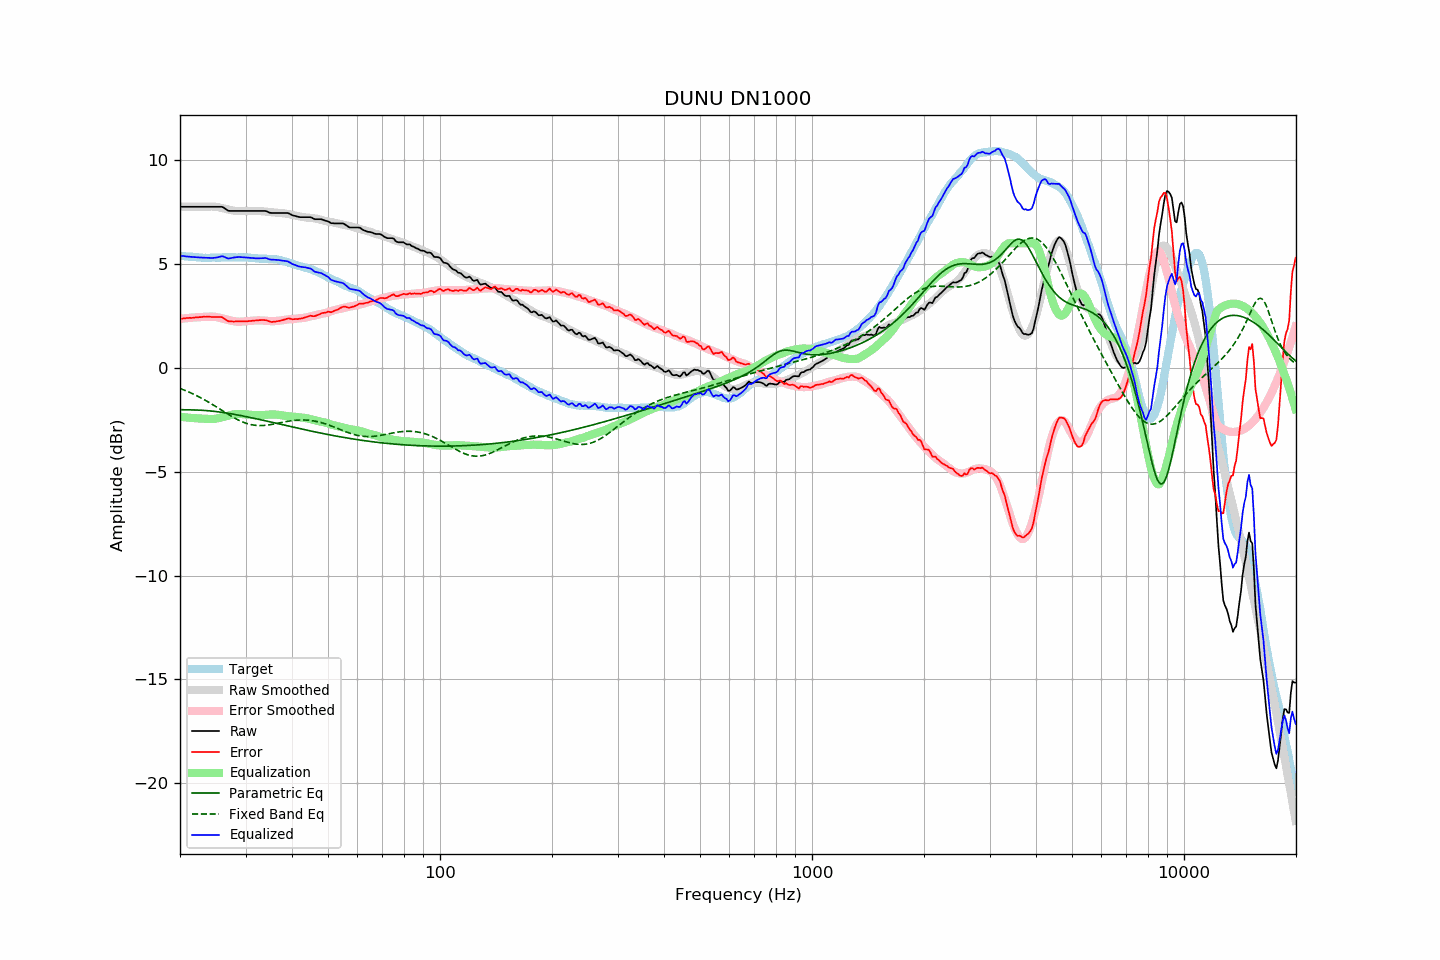 DUNU DN1000
10
5
0
−5
−10
−15
−20
Amplitude (dBr)
Target
Raw Smoothed
Error Smoothed
Raw
Error
Equalization
Parametric Eq
Fixed Band Eq
Equalized
100
1000
10000
Frequency (Hz)